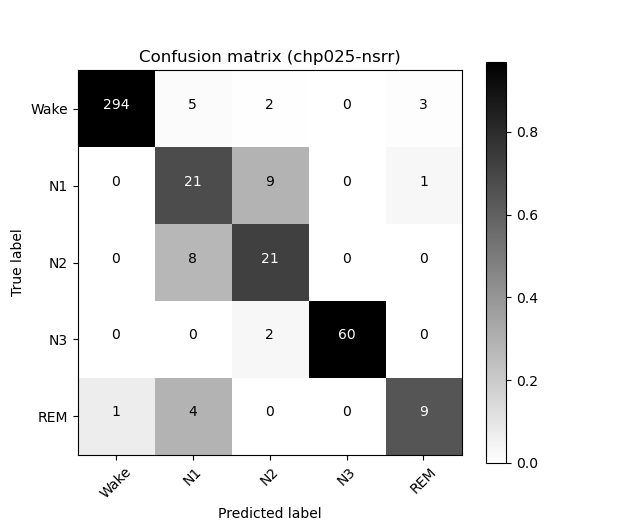 Confusion matrix (chp025-nsrr)
Wake 294 5 2 0 3
N1 0 21 9 0 1
N2 0 8 21 0 0
N3 0 0 2 60 0
REM 1 4 0 0 9
Wake N1 N2 N3 REM
Predicted label
True label
0.8
0.6
0.4
0.2
0.0